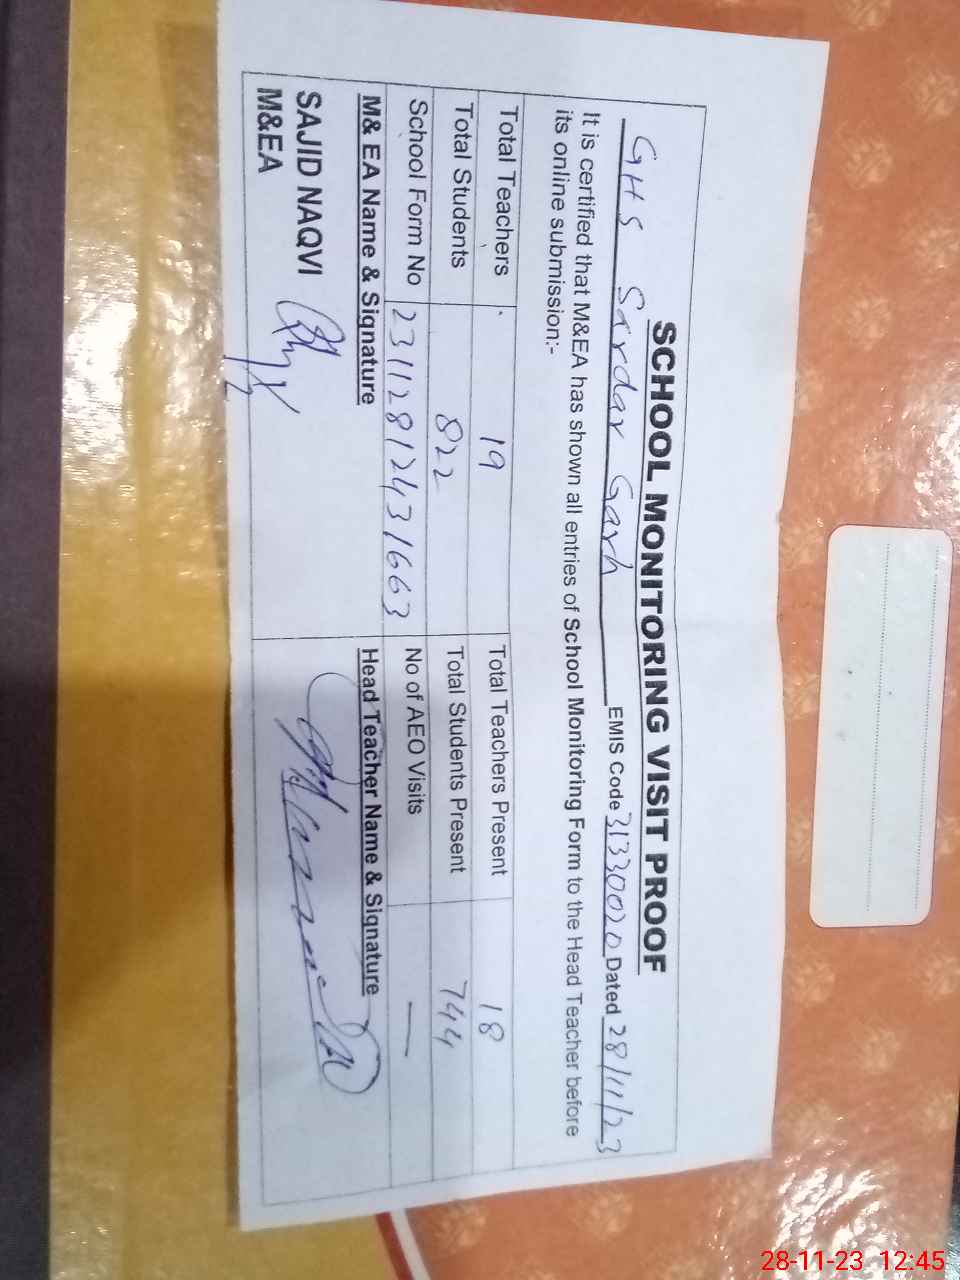 SCHOOL MONITORING VISIT PROOF
GHS Sardar Garh EMIS Code 31330020 Dated 28/11/23
It is certified that M&EA has shown all entries of School Monitoring Form to the Head Teacher before
its online submission:-
Total Teachers 19 Total Teachers Present 18
Total Students 822 Total Students Present 744
School Form No 23112812431663 No of AEO Visits —
M& EA Name & Signature Head Teacher Name & Signature
SAJID NAQVI
M&EA
28-11-23 12:45